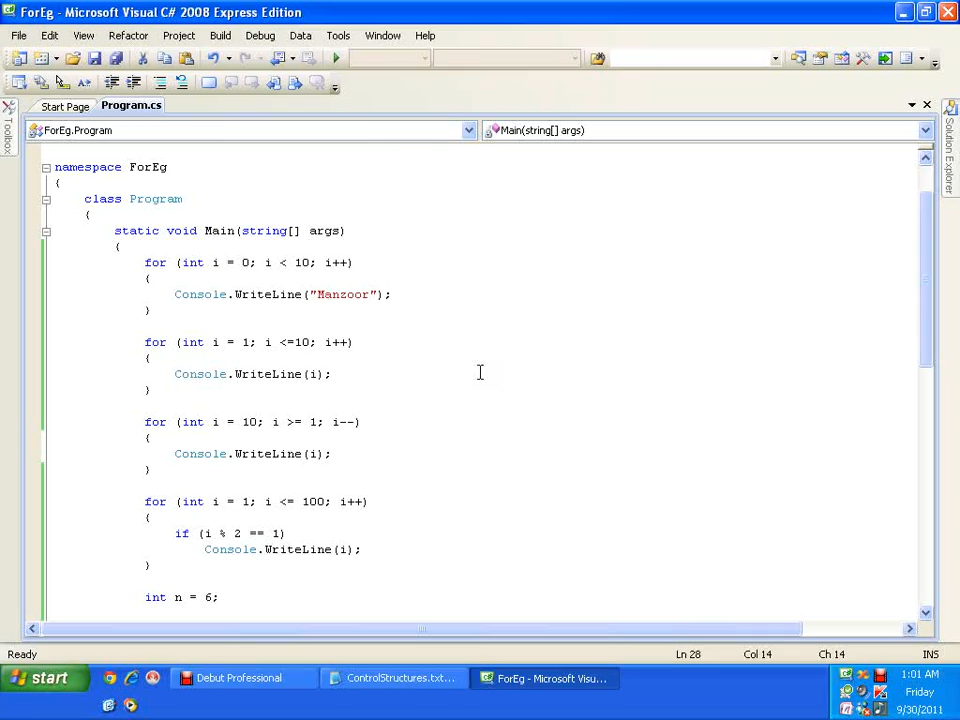 ForEg - Microsoft Visual C# 2008 Express Edition
File Edit View Refactor Project Build Debug Data Tools Window Help
Start Page Program.cs
Toolbox
Solution Explorer
ForEg.Program Main(string[] args)
namespace ForEg
{
class Program
{
static void Main(string[] args)
{
for (int i = 0; i < 10; i++)
{
Console.WriteLine("Manzoor");
}
for (int i = 1; i <=10; i++)
{
Console.WriteLine(i);
}
for (int i = 10; i >= 1; i--)
{
Console.WriteLine(i);
}
for (int i = 1; i <= 100; i++)
{
if (i % 2 == 1)
Console.WriteLine(i);
}
int n = 6;
Ready Ln 28 Col 14 Ch 14 INS
start Debut Professional ControlStructures.txt... ForEg - Microsoft Visu... 1:01 AM
Friday
9/30/2011